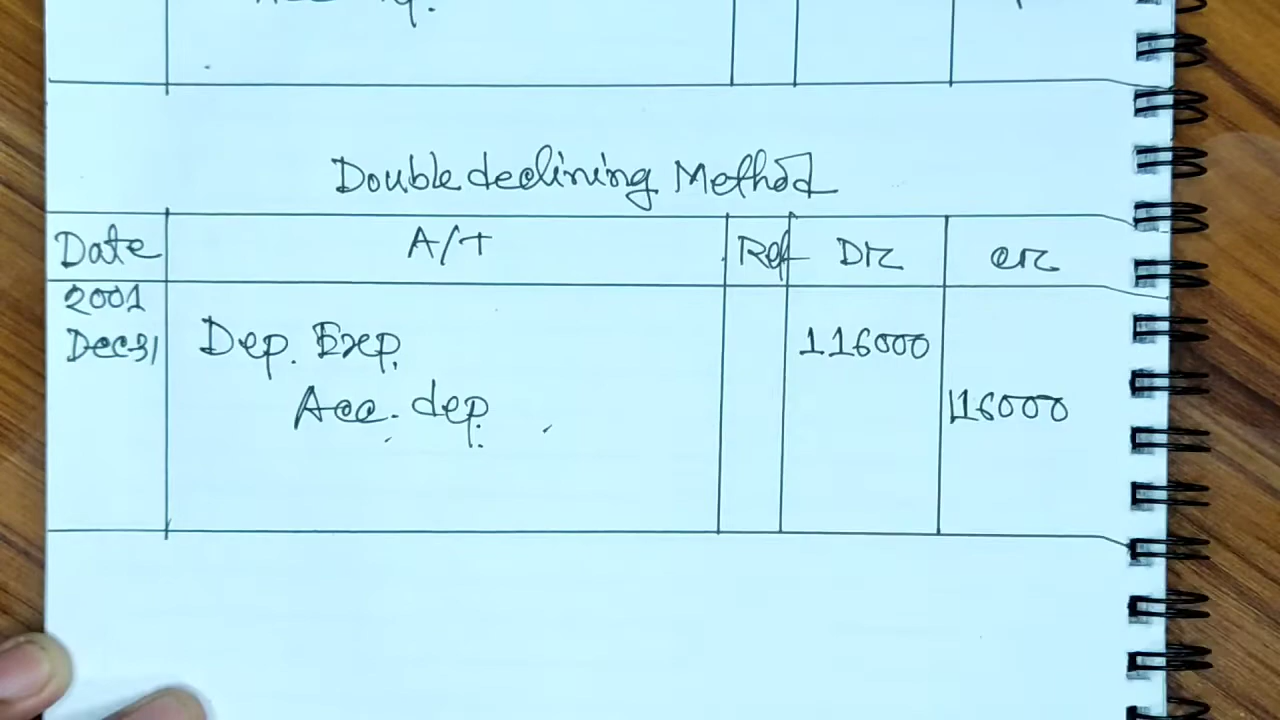 Double declining Method
Date A/T Ref Dr cr
2001
Dec 31 Dep. Exp. 116000
Acc. dep. 116000